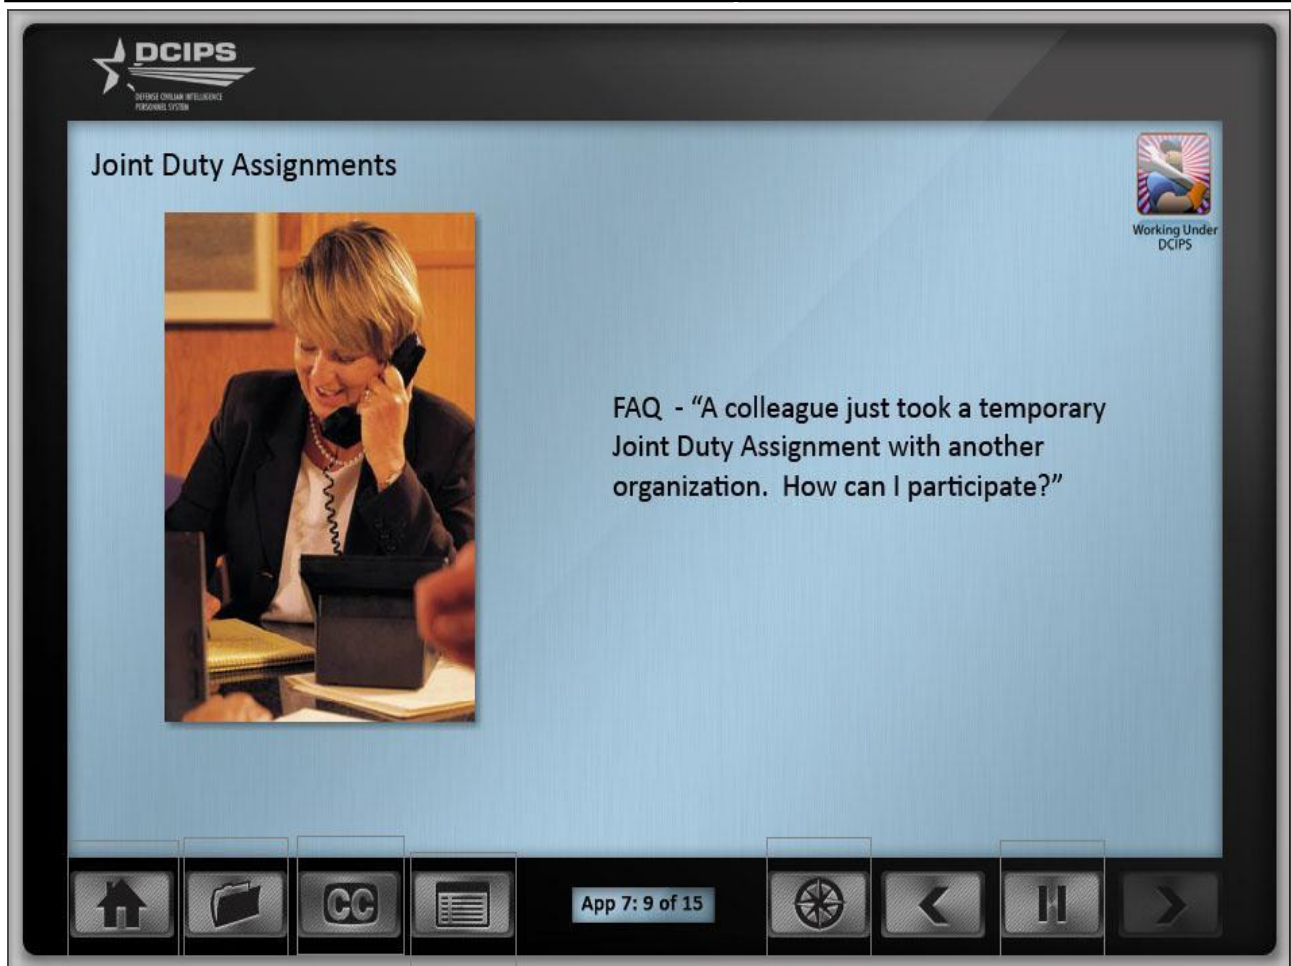 DCIPS
DEFENSE CIVILIAN INTELLIGENCE
PERSONNEL SYSTEM
Joint Duty Assignments
Working Under
DCIPS
FAQ - “A colleague just took a temporary
Joint Duty Assignment with another
organization. How can I participate?”
CC
App 7: 9 of 15